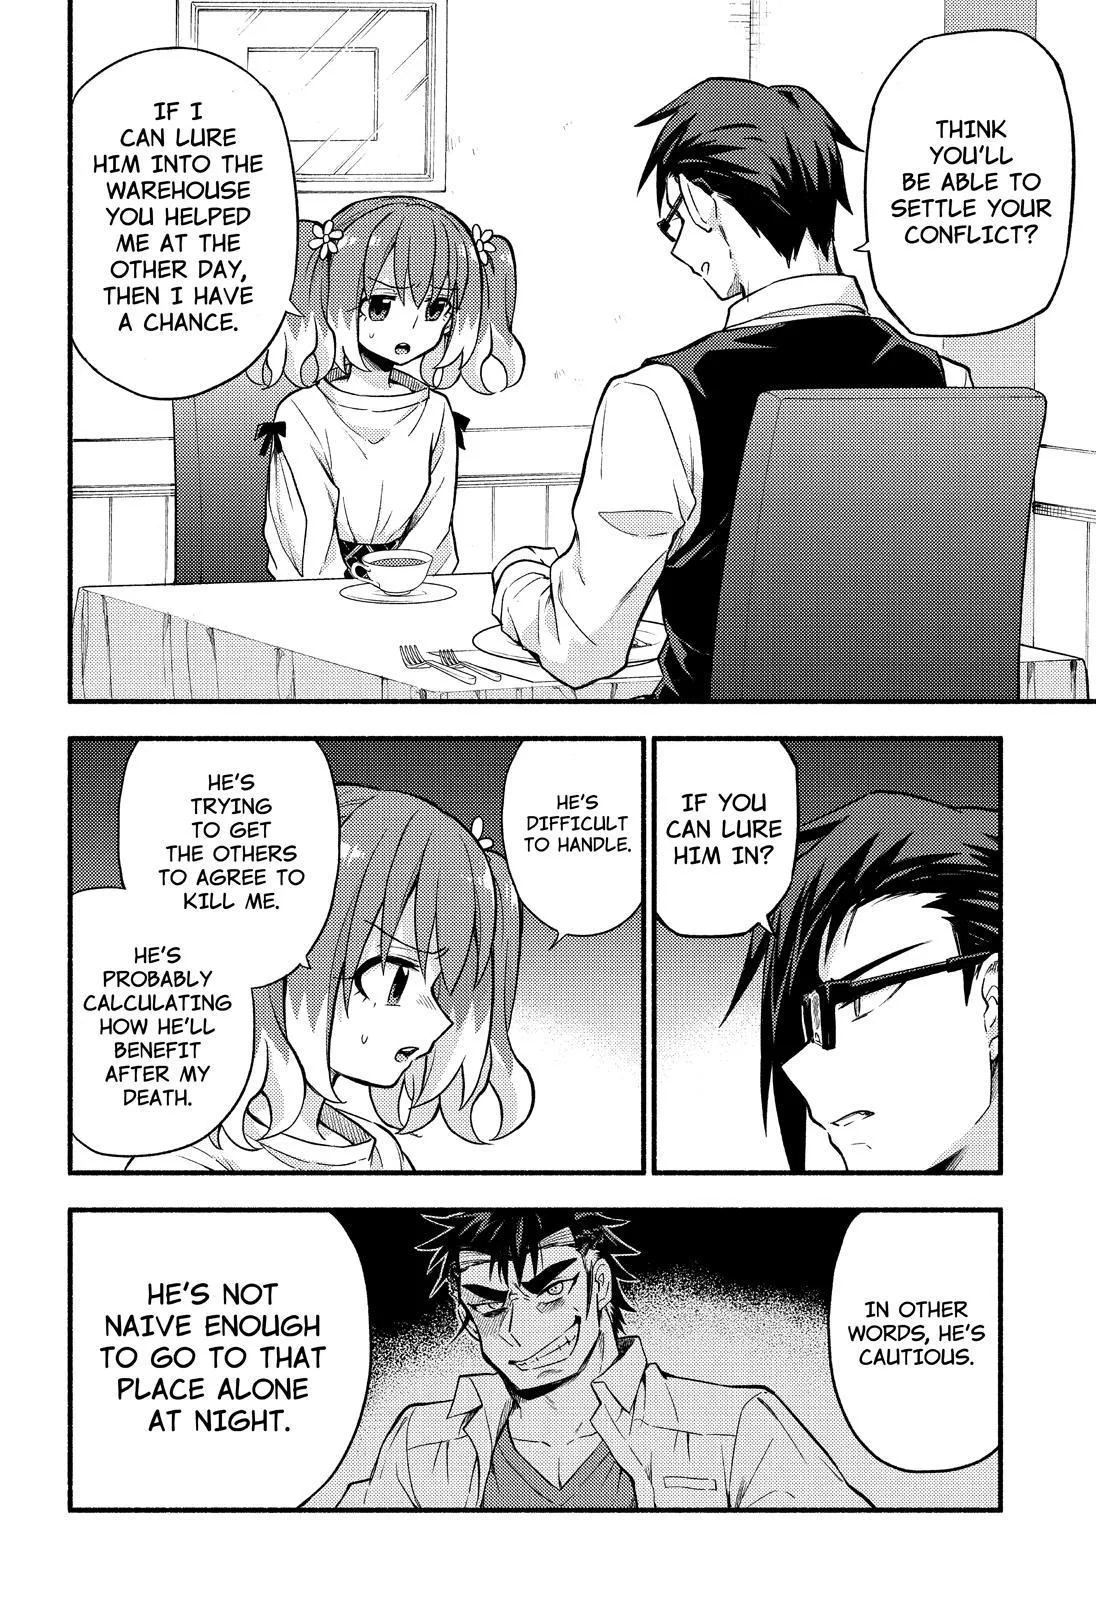 THINK
YOU'LL
BE ABLE TO
SETTLE YOUR
CONFLICT?
IF I
CAN LURE
HIM INTO THE
WAREHOUSE
YOU HELPED
ME AT THE
OTHER DAY,
THEN I HAVE
A CHANCE.
IF YOU
CAN LURE
HIM IN?
HE'S
DIFFICULT
TO HANDLE.
HE'S
TRYING
TO GET
THE OTHERS
TO AGREE TO
KILL ME.
HE'S
PROBABLY
CALCULATING
HOW HE'LL
BENEFIT
AFTER MY
DEATH.
IN OTHER
WORDS, HE'S
CAUTIOUS.
HE'S NOT
NAIVE ENOUGH
TO GO TO THAT
PLACE ALONE
AT NIGHT.